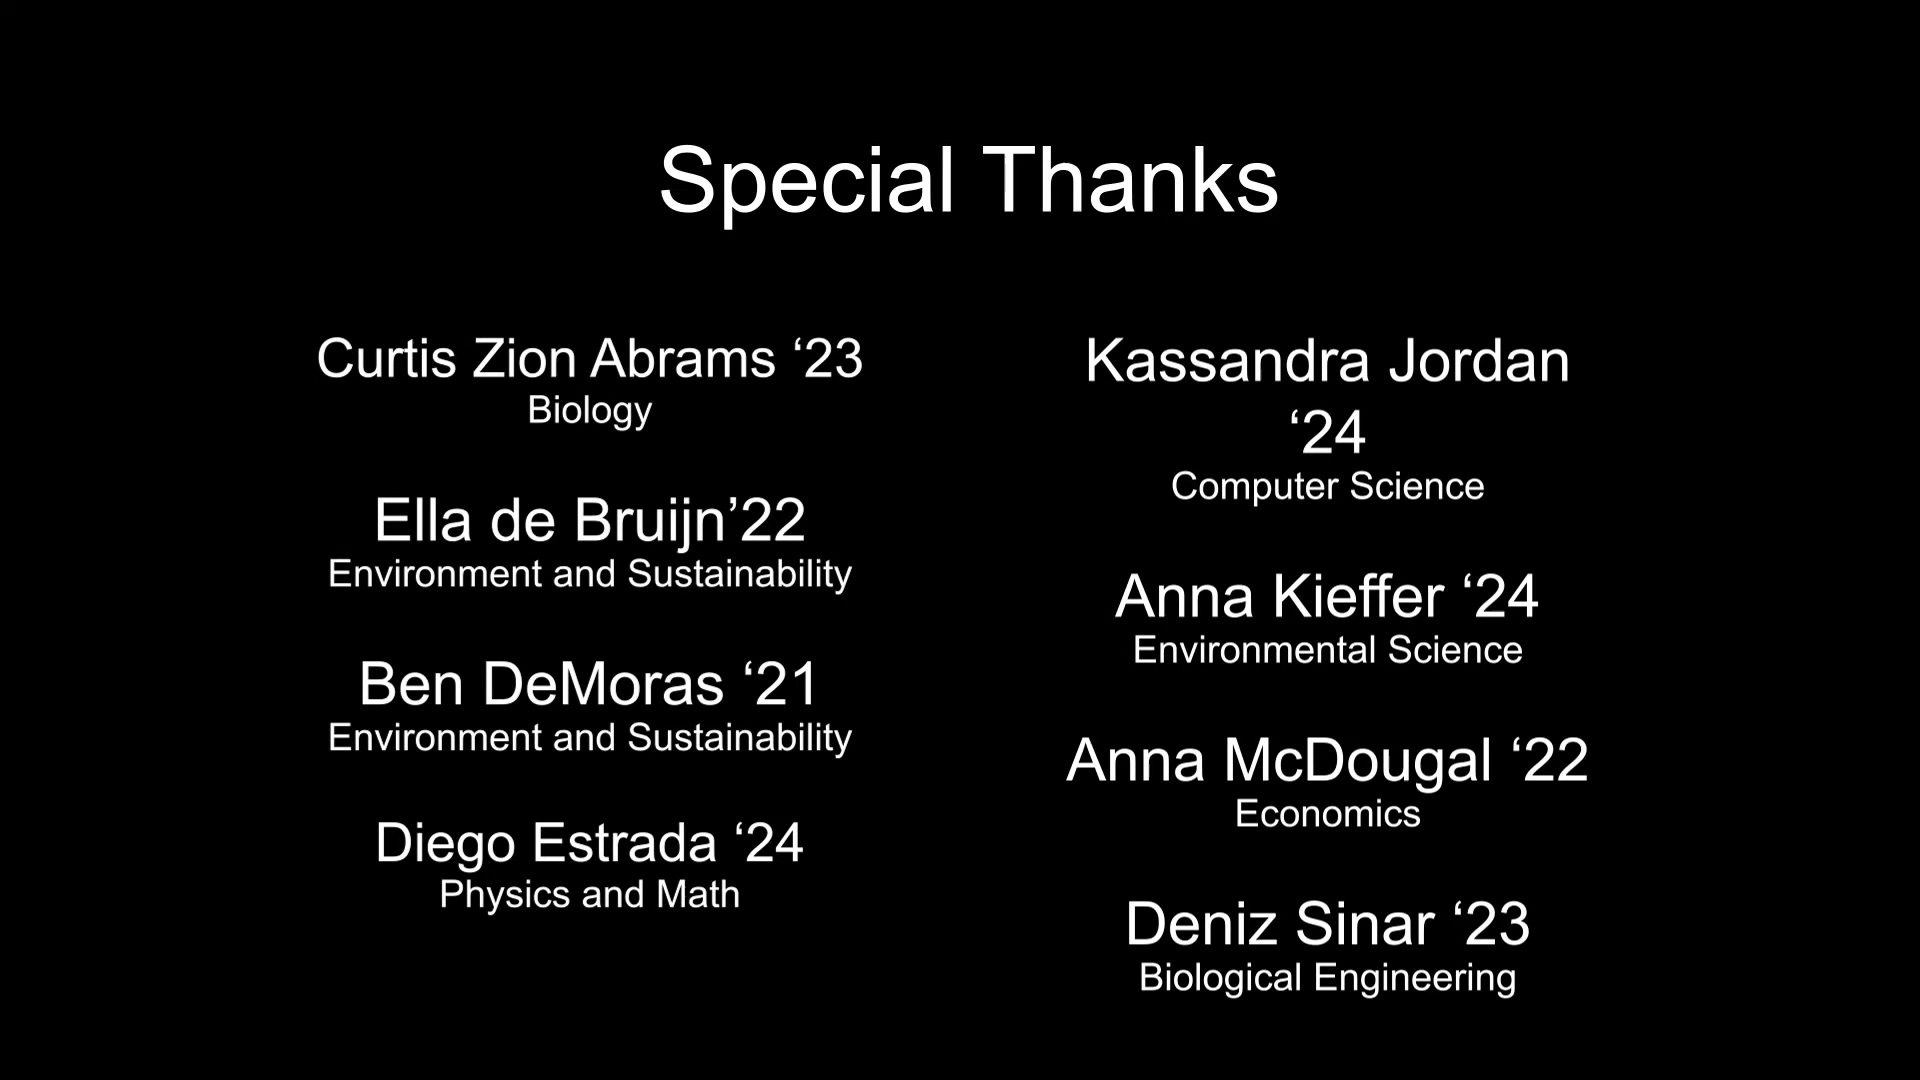 Special Thanks
Curtis Zion Abrams ‘23
Biology
Ella de Bruijn’22
Environment and Sustainability
Ben DeMoras ‘21
Environment and Sustainability
Diego Estrada ‘24
Physics and Math
Kassandra Jordan
‘24
Computer Science
Anna Kieffer ‘24
Environmental Science
Anna McDougal ‘22
Economics
Deniz Sinar ‘23
Biological Engineering